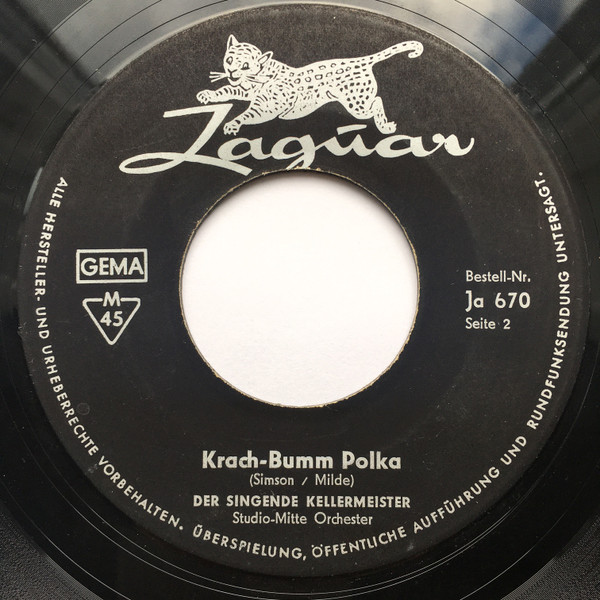 Jaguar
GEMA
M
45
Bestell-Nr.
Ja 670
Seite 2
Krach-Bumm Polka
(Simson / Milde)
DER SINGENDE KELLERMEISTER
Studio-Mitte Orchester
ALLE HERSTELLER- UND URHEBERRECHTE VORBEHALTEN. ÜBERSPIELUNG, ÖFFENTLICHE AUFFÜHRUNG UND RUNDFUNKSENDUNG UNTERSAGT.